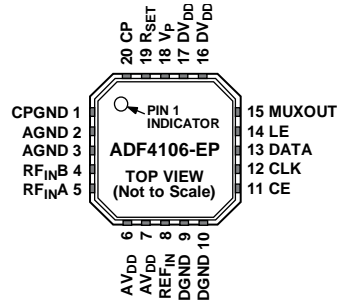 20 CP
19 RSET
18 VP
17 DVDD
16 DVDD
CPGND 1
AGND 2
AGND 3
RFINB 4
RFINA 5
PIN 1
INDICATOR
ADF4106-EP
TOP VIEW
(Not to Scale)
15 MUXOUT
14 LE
13 DATA
12 CLK
11 CE
6 AVDD
7 AVDD
8 REFIN
9 DGND
10 DGND